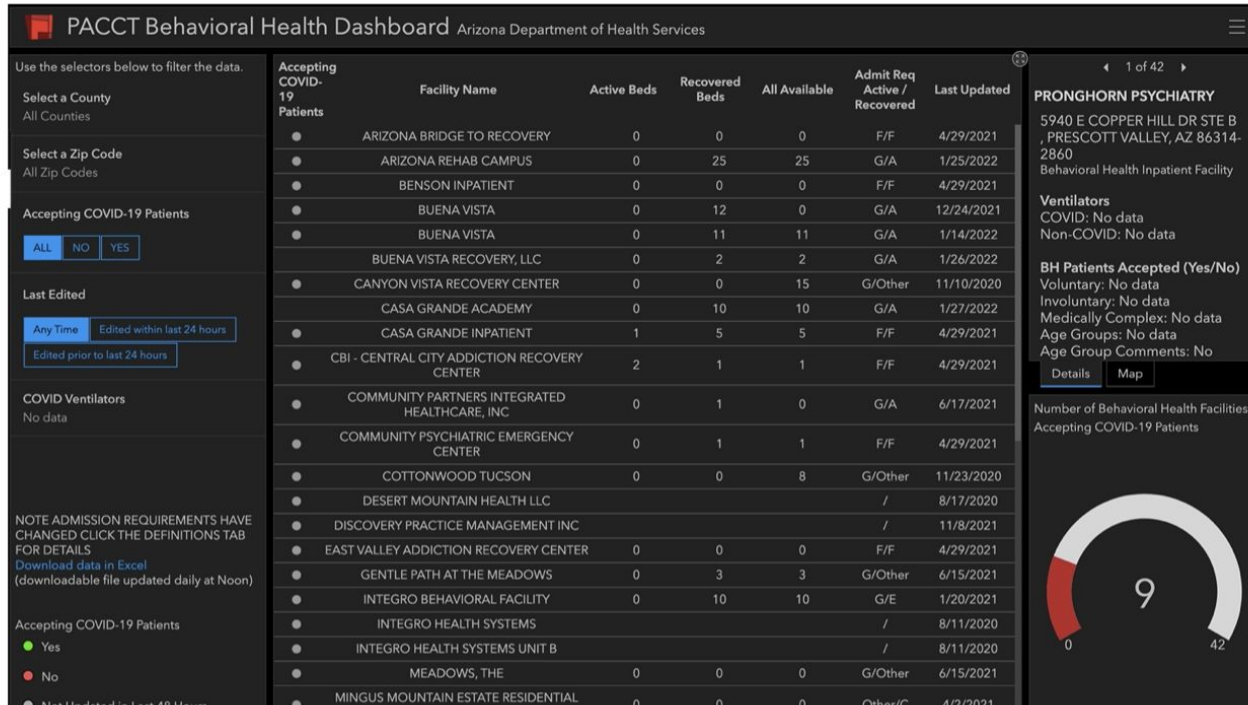 PACCT Behavioral Health Dashboard Arizona Department of Health Services
Use the selectors below to filter the data.
Select a County
All Counties
Select a Zip Code
All Zip Codes
Accepting COVID-19 Patients
ALL NO YES
Last Edited
Any Time Edited within last 24 hours
Edited prior to last 24 hours
COVID Ventilators
No data
NOTE ADMISSION REQUIREMENTS HAVE
CHANGED CLICK THE DEFINITIONS TAB
FOR DETAILS
Download data in Excel
(downloadable file updated daily at Noon)
Accepting COVID-19 Patients
Yes
No
Not Updated in Last 48 Hours
Accepting COVID-19 Patients Facility Name Active Beds Recovered Beds All Available Admit Req Active / Recovered Last Updated
ARIZONA BRIDGE TO RECOVERY 0 0 0 F/F 4/29/2021
ARIZONA REHAB CAMPUS 0 25 25 G/A 1/25/2022
BENSON INPATIENT 0 0 0 F/F 4/29/2021
BUENA VISTA 0 12 0 G/A 12/24/2021
BUENA VISTA 0 11 11 G/A 1/14/2022
BUENA VISTA RECOVERY, LLC 0 2 2 G/A 1/26/2022
CANYON VISTA RECOVERY CENTER 0 0 15 G/Other 11/10/2020
CASA GRANDE ACADEMY 0 10 10 G/A 1/27/2022
CASA GRANDE INPATIENT 1 5 5 F/F 4/29/2021
CBI - CENTRAL CITY ADDICTION RECOVERY CENTER 2 1 1 F/F 4/29/2021
COMMUNITY PARTNERS INTEGRATED HEALTHCARE, INC 0 1 0 G/A 6/17/2021
COMMUNITY PSYCHIATRIC EMERGENCY CENTER 0 1 1 F/F 4/29/2021
COTTONWOOD TUCSON 0 0 8 G/Other 11/23/2020
DESERT MOUNTAIN HEALTH LLC / 8/17/2020
DISCOVERY PRACTICE MANAGEMENT INC / 11/8/2021
EAST VALLEY ADDICTION RECOVERY CENTER 0 0 0 F/F 4/29/2021
GENTLE PATH AT THE MEADOWS 0 3 3 G/Other 6/15/2021
INTEGRO BEHAVIORAL FACILITY 0 10 10 G/E 1/20/2021
INTEGRO HEALTH SYSTEMS / 8/11/2020
INTEGRO HEALTH SYSTEMS UNIT B / 8/11/2020
MEADOWS, THE 0 0 0 G/Other 6/15/2021
MINGUS MOUNTAIN ESTATE RESIDENTIAL 0 0 0 Other/C 4/2/2021
1 of 42
PRONGHORN PSYCHIATRY
5940 E COPPER HILL DR STE B
, PRESCOTT VALLEY, AZ 86314-
2860
Behavioral Health Inpatient Facility
Ventilators
COVID: No data
Non-COVID: No data
BH Patients Accepted (Yes/No)
Voluntary: No data
Involuntary: No data
Medically Complex: No data
Age Groups: No data
Age Group Comments: No
Details Map
Number of Behavioral Health Facilities
Accepting COVID-19 Patients
9
0 42